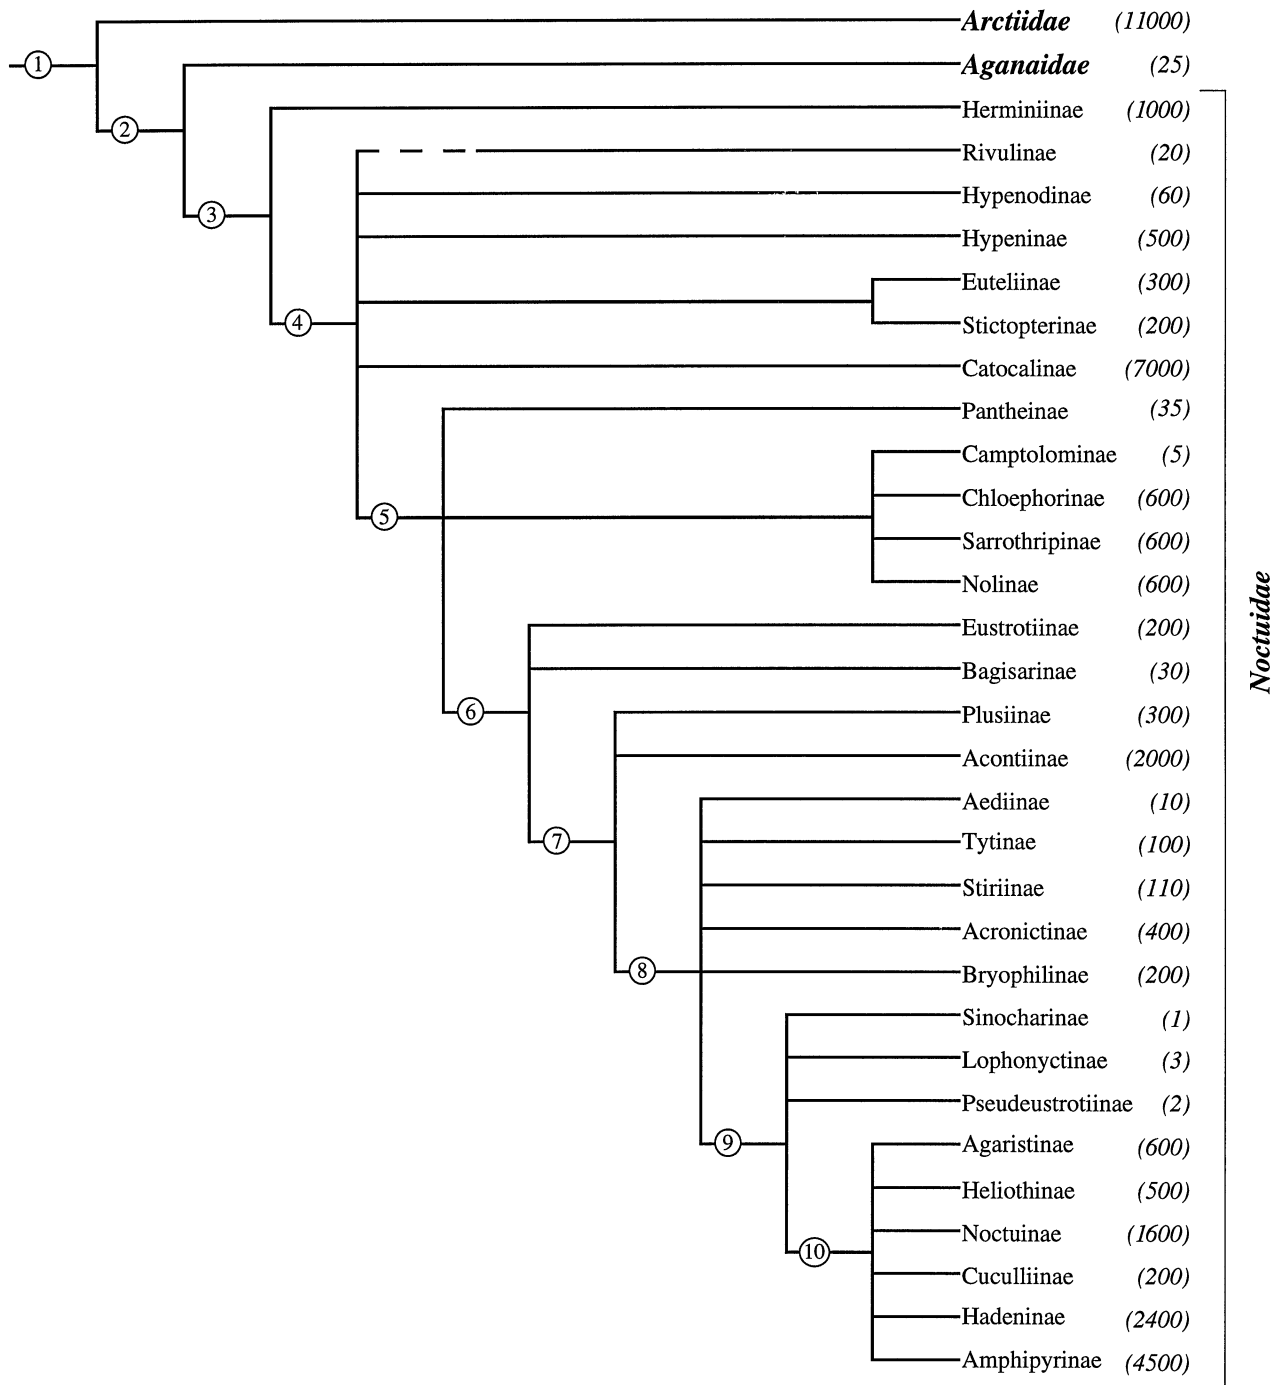 Arctiidae (11000)
1
Aganaidae (25)
Herminiinae (1000)
2
Rivulinae (20)
Hypenodinae (60)
3
Hypeninae (500)
Euteliinae (300)
4
Stictopterinae (200)
Catocalinae (7000)
Pantheinae (35)
Camptolominae (5)
Chloephorinae (600)
5
Sarrothripinae (600)
Nolinae (600)
Eustrotiinae (200)
Bagisarinae (30)
6
Plusiinae (300)
Acontiinae (2000)
Aediinae (10)
7
Tytinae (100)
Stiriinae (110)
Acronictinae (400)
8
Bryophilinae (200)
Sinocharinae (1)
Lophonyctinae (3)
Pseudeustrotiinae (2)
9
Agaristinae (600)
Heliothinae (500)
Noctuinae (1600)
10
Cuculliinae (200)
Hadeninae (2400)
Amphipyrinae (4500)
Noctuidae